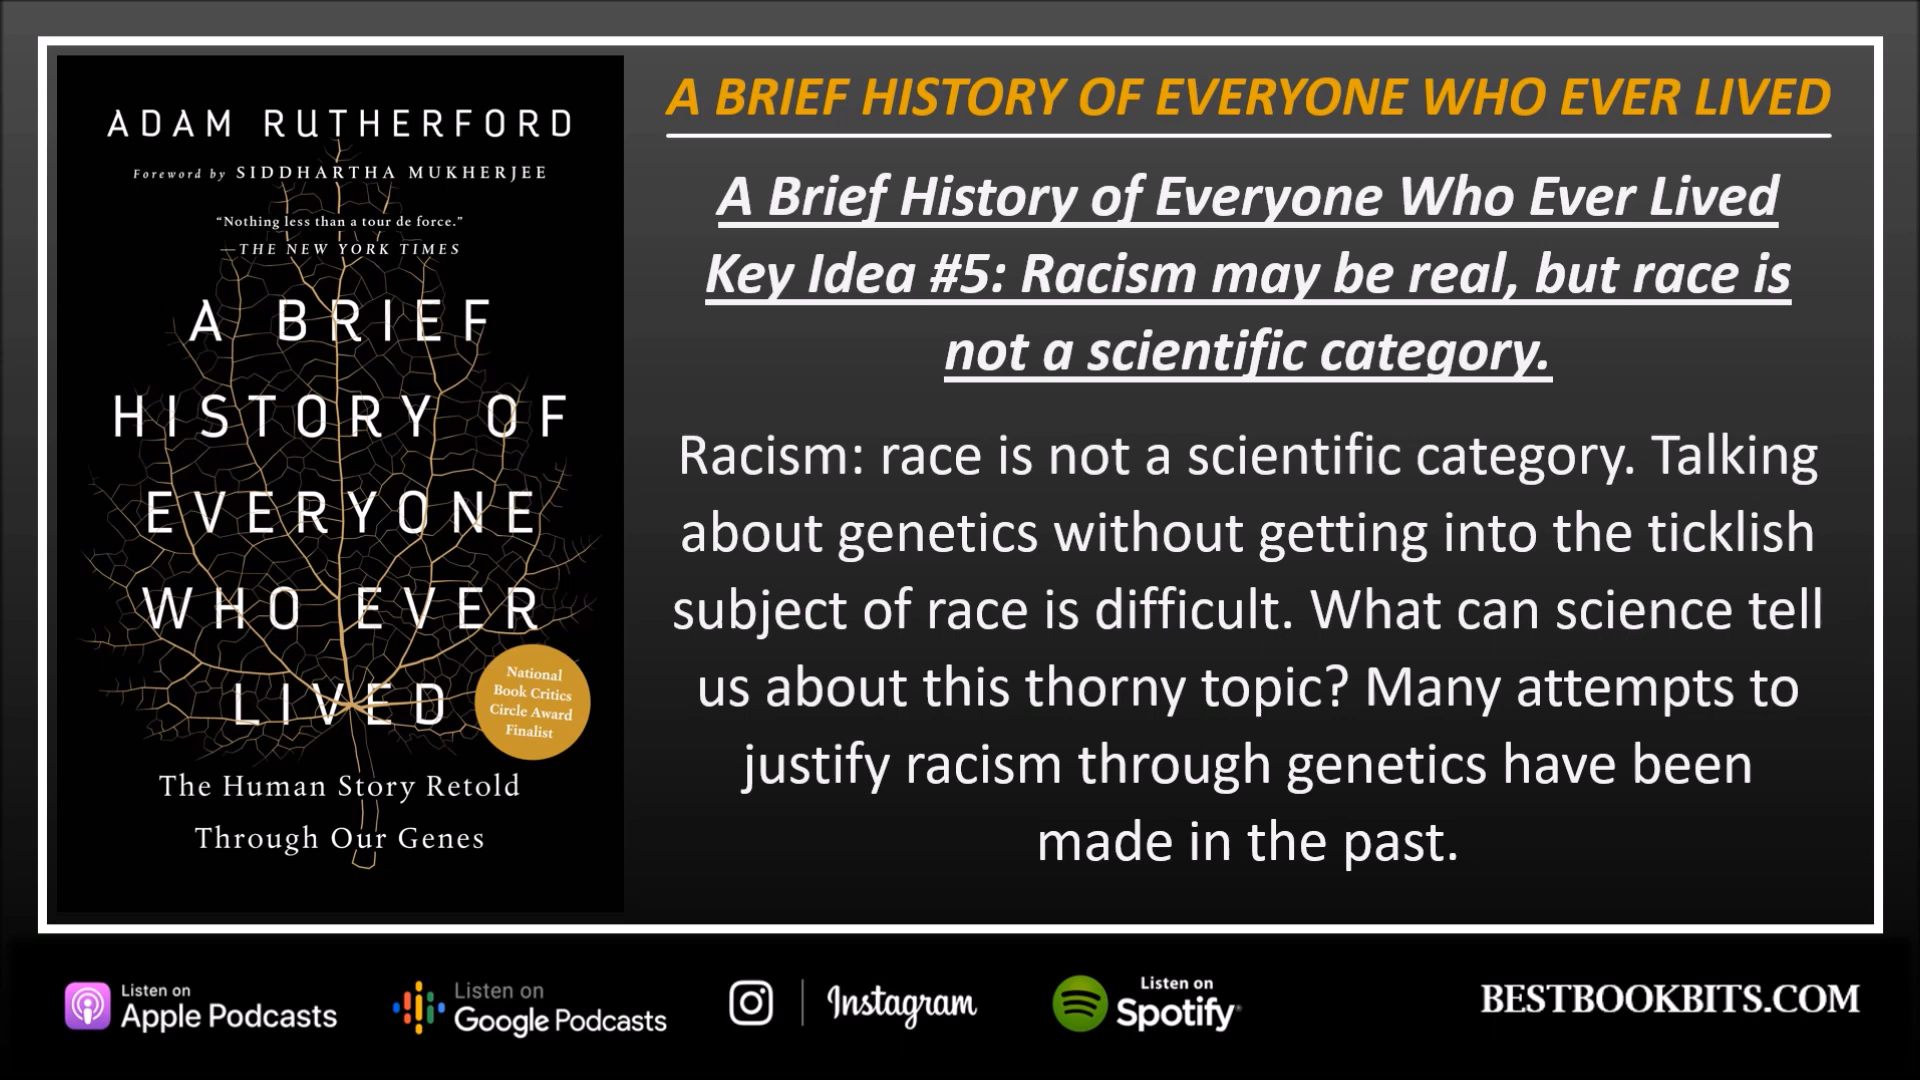 ADAM RUTHERFORD
Foreword by SIDDHARTHA MUKHERJEE
“Nothing less than a tour de force.”
—THE NEW YORK TIMES
A BRIEF
HISTORY OF
EVERYONE
WHO EVER
LIVED
National
Book Critics
Circle Award
Finalist
The Human Story Retold
Through Our Genes
A BRIEF HISTORY OF EVERYONE WHO EVER LIVED
A Brief History of Everyone Who Ever Lived
Key Idea #5: Racism may be real, but race is
not a scientific category.
Racism: race is not a scientific category. Talking
about genetics without getting into the ticklish
subject of race is difficult. What can science tell
us about this thorny topic? Many attempts to
justify racism through genetics have been
made in the past.
Listen on
Apple Podcasts
Listen on
Google Podcasts
Instagram
Listen on
Spotify
BESTBOOKBITS.COM